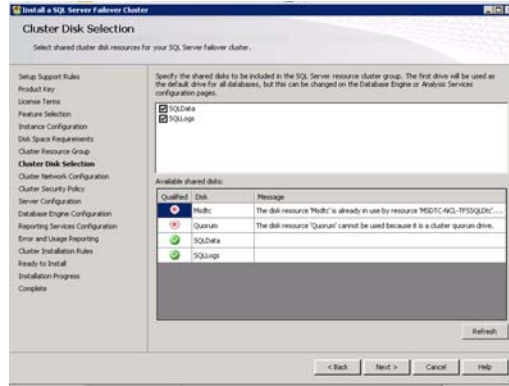 Install a SQL Server Failover Cluster
Cluster Disk Selection
Select shared cluster disk resources for your SQL Server failover cluster.
Setup Support Rules
Product Key
License Terms
Feature Selection
Instance Configuration
Disk Space Requirements
Cluster Resource Group
Cluster Disk Selection
Cluster Network Configuration
Cluster Security Policy
Server Configuration
Database Engine Configuration
Reporting Services Configuration
Error and Usage Reporting
Cluster Installation Rules
Ready to Install
Installation Progress
Complete
Specify the shared disks to be included in the SQL Server resource cluster group. The first drive will be used as
the default drive for all databases, but this can be changed on the Database Engine or Analysis Services
configuration pages.
SQLData
SQLLogs
Available shared disks:
Qualified Disk Message
Msdtc The disk resource 'Msdtc' is already in use by resource 'MSDTC-NCL-TFSSQLDtc'....
Quorum The disk resource 'Quorum' cannot be used because it is a cluster quorum drive.
SQLData
SQLLogs
Refresh
< Back Next > Cancel Help